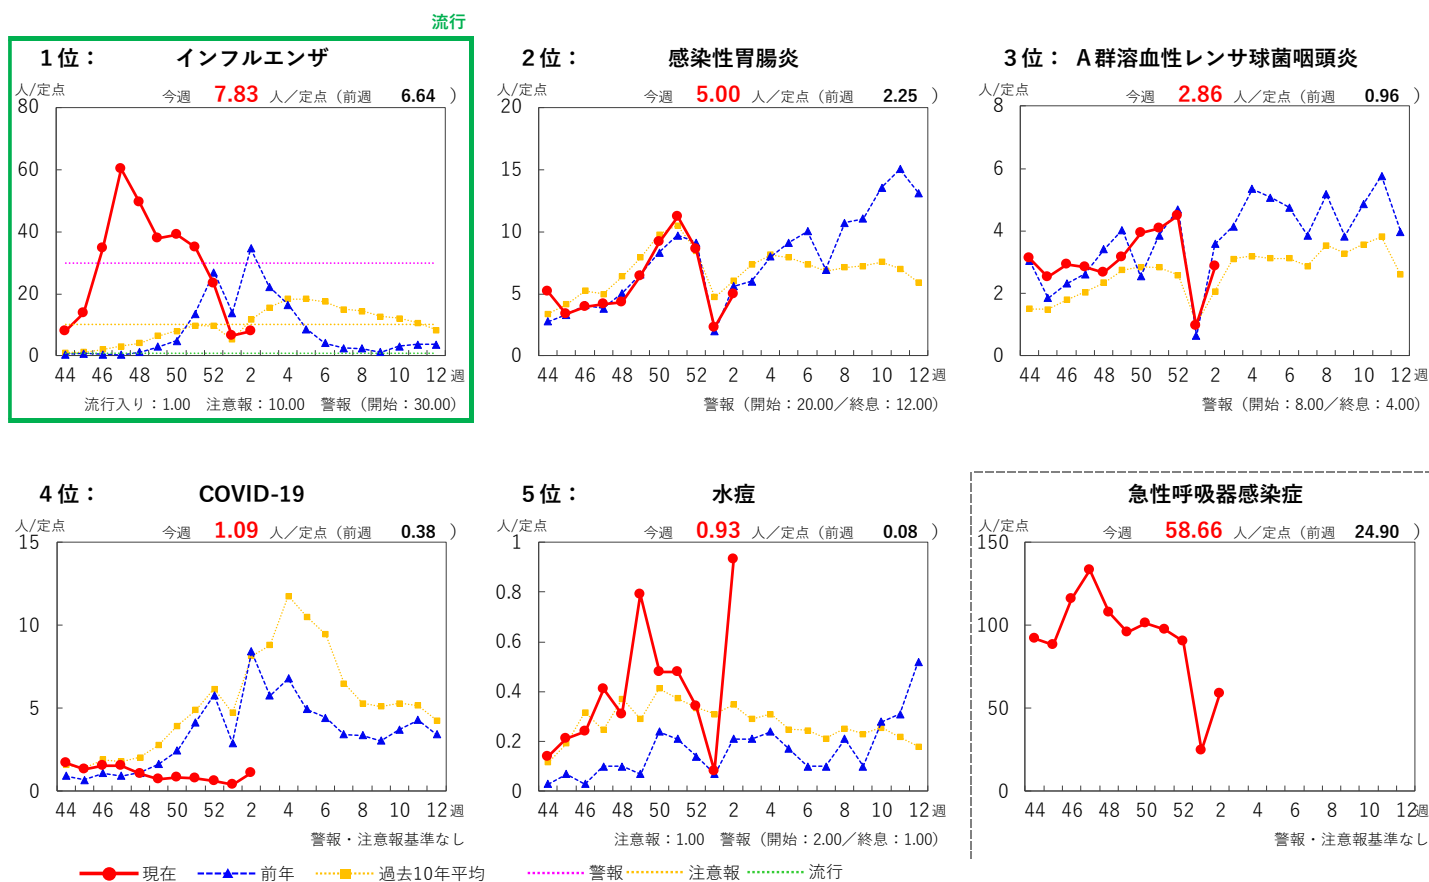 流行
１位： インフルエンザ
人/定点 今週 7.83 人／定点（前週 6.64 ）
80
60
40
20
0
44 46 48 50 52 2 4 6 8 10 12 週
流行入り：1.00 注意報：10.00 警報（開始：30.00）
２位： 感染性胃腸炎
人/定点 今週 5.00 人／定点（前週 2.25 ）
20
15
10
5
0
44 46 48 50 52 2 4 6 8 10 12 週
警報（開始：20.00／終息：12.00）
３位： Ａ群溶血性レンサ球菌咽頭炎
人/定点 今週 2.86 人／定点（前週 0.96 ）
8
6
4
2
0
44 46 48 50 52 2 4 6 8 10 12 週
警報（開始：8.00／終息：4.00）
４位： COVID-19
人/定点 今週 1.09 人／定点（前週 0.38 ）
15
10
5
0
44 46 48 50 52 2 4 6 8 10 12 週
警報・注意報基準なし
５位： 水痘
人/定点 今週 0.93 人／定点（前週 0.08 ）
1
0.8
0.6
0.4
0.2
0
44 46 48 50 52 2 4 6 8 10 12 週
注意報：1.00 警報（開始：2.00／終息：1.00）
急性呼吸器感染症
人/定点 今週 58.66 人／定点（前週 24.90 ）
150
100
50
0
44 46 48 50 52 2 4 6 8 10 12 週
警報・注意報基準なし
現在 前年 過去10年平均 警報 注意報 流行